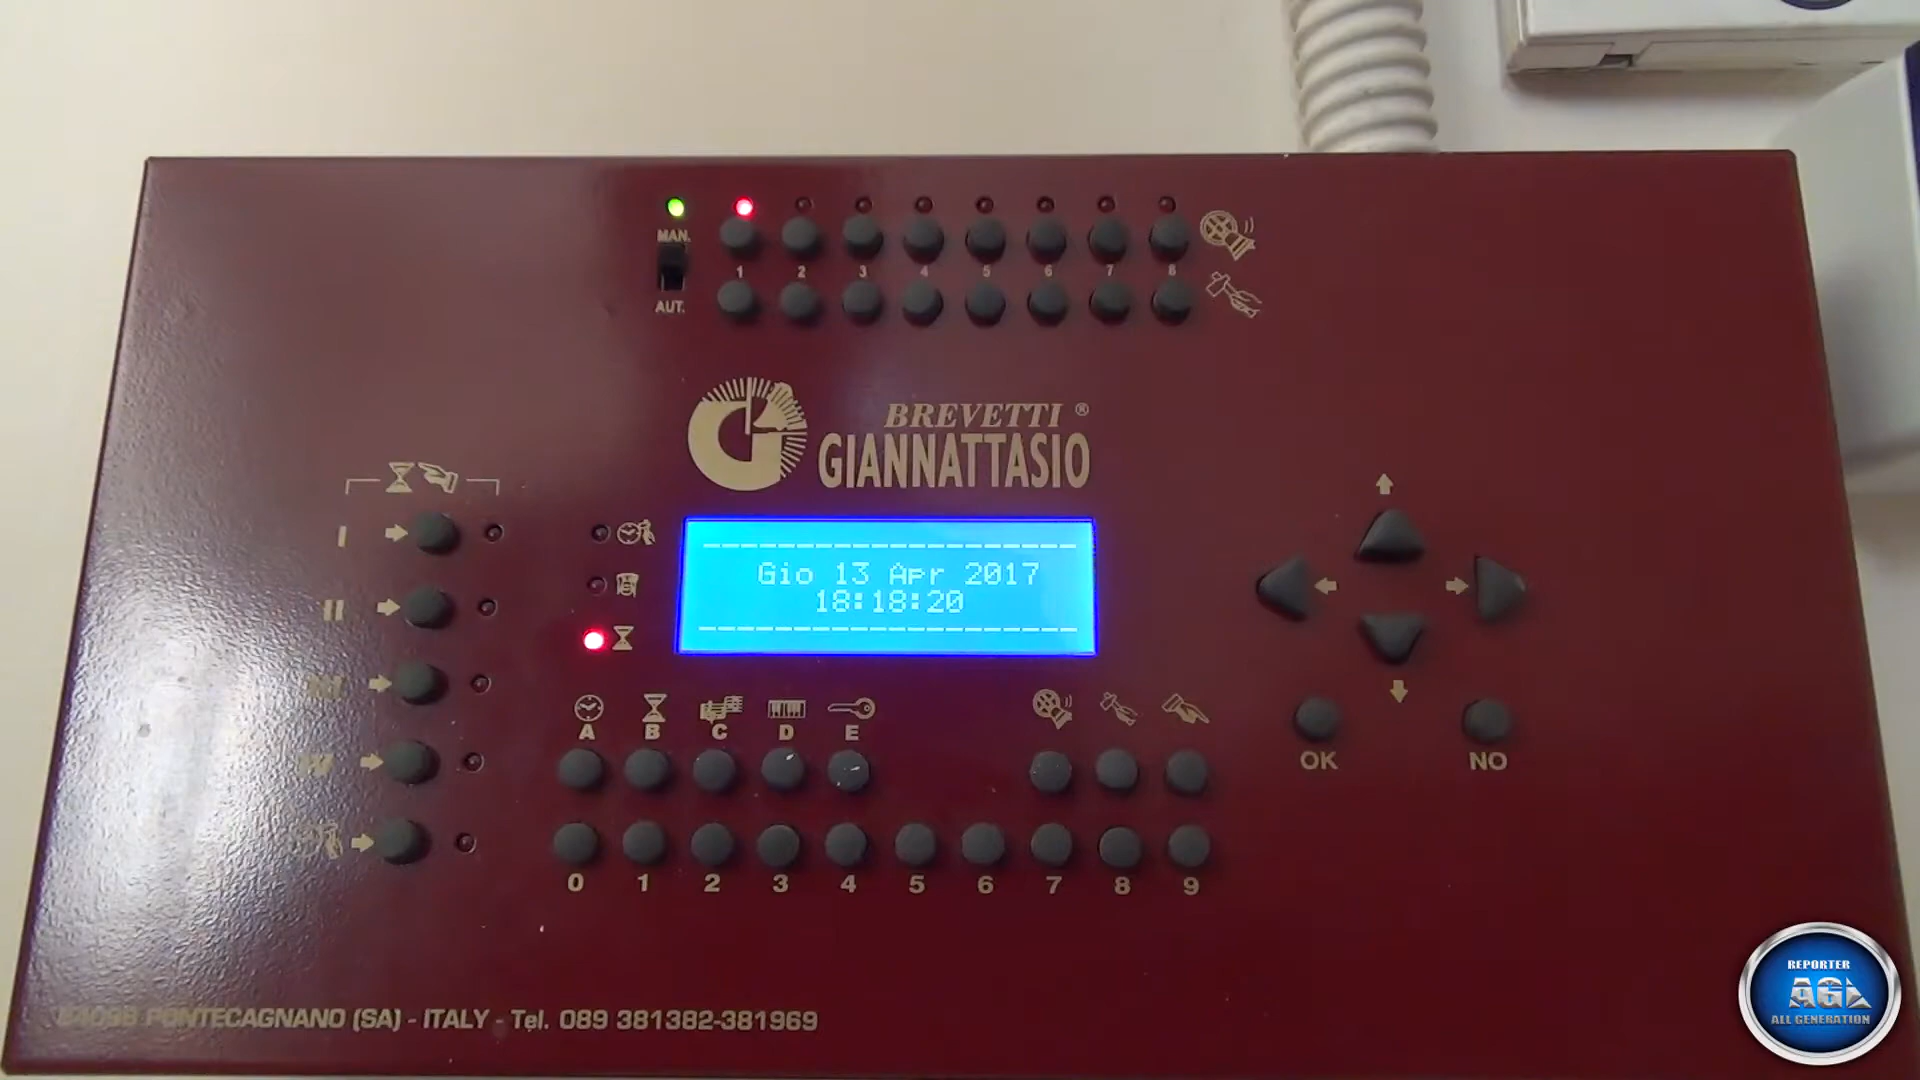 MAN.
1 2 3 4 5 6 7 8
AUT.
BREVETTI ®
GIANNATTASIO
I
II
Gio 13 Apr 2017
18:18:20
A B C D E
OK NO
0 1 2 3 4 5 6 7 8 9
PONTECAGNANO (SA) - ITALY - Tel. 089 381382-381969
REPORTER
AG
ALL GENERATION